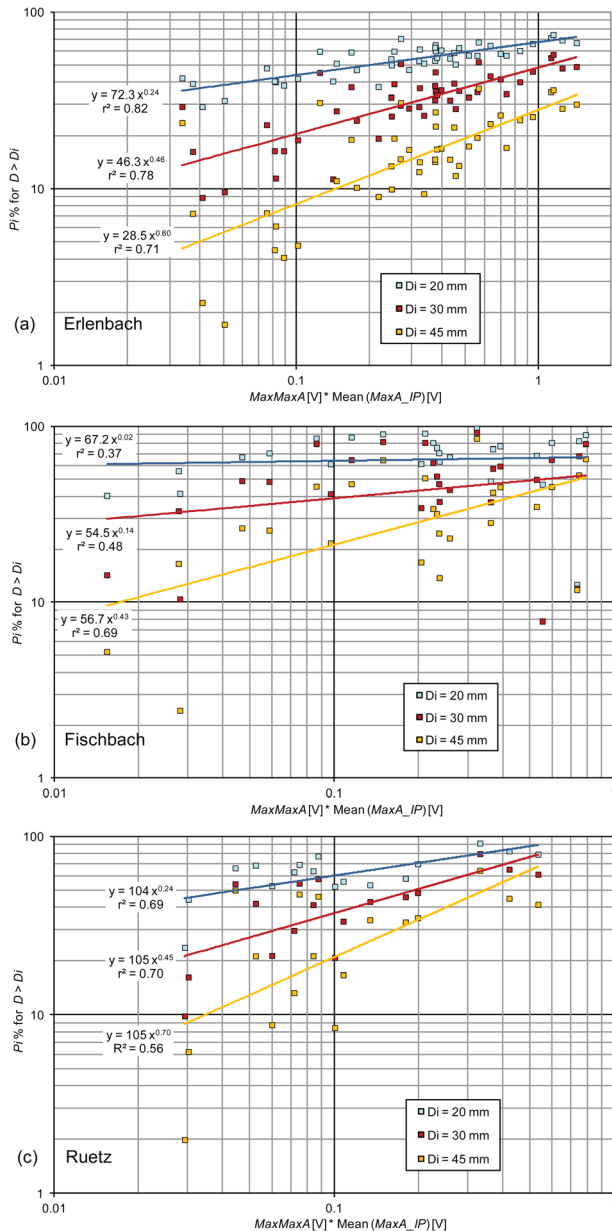 100
y = 72.3 x^0.24
r² = 0.82
y = 46.3 x^0.46
r² = 0.78
10
y = 28.5 x^0.60
r² = 0.71
Pi % for D > Di
Di = 20 mm
Di = 30 mm
Di = 45 mm
(a) Erlenbach
1
0.01 0.1 1
MaxMaxA [V] * Mean (MaxA_IP) [V]
100
y = 67.2 x^0.02
r² = 0.37
y = 54.5 x^0.14
r² = 0.48
10
y = 56.7 x^0.43
r² = 0.69
Pi % for D > Di
Di = 20 mm
Di = 30 mm
Di = 45 mm
(b) Fischbach
1
0.01 0.1 1
MaxMaxA [V] * Mean (MaxA_IP) [V]
100
y = 104 x^0.24
r² = 0.69
y = 105 x^0.45
r² = 0.70
10
y = 105 x^0.70
R² = 0.56
Pi % for D > Di
Di = 20 mm
Di = 30 mm
Di = 45 mm
(c) Ruetz
1
0.01 0.1 1
MaxMaxA [V] * Mean (MaxA_IP) [V]